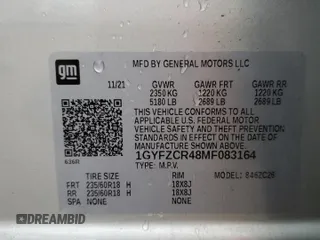 gm
MFD BY GENERAL MOTORS LLC
11/21 GVWR GAWR FRT GAWR RR
2350 KG 1220 KG 1220 KG
5180 LB 2689 LB 2689 LB
THIS VEHICLE CONFORMS TO ALL
APPLICABLE U.S. FEDERAL MOTOR
VEHICLE SAFETY AND THEFT PREVENTION
STANDARDS IN EFFECT ON THE DATE
OF MANUFACTURE SHOWN ABOVE.
1GYFZCR48MF083164
TYPE: M.P.V. MODEL:
TIRE SIZE RIM
FRT 235/60R18 H 18X8J
RR 235/60R18 H 18X8J
SPA NONE NONE
DREAMBID